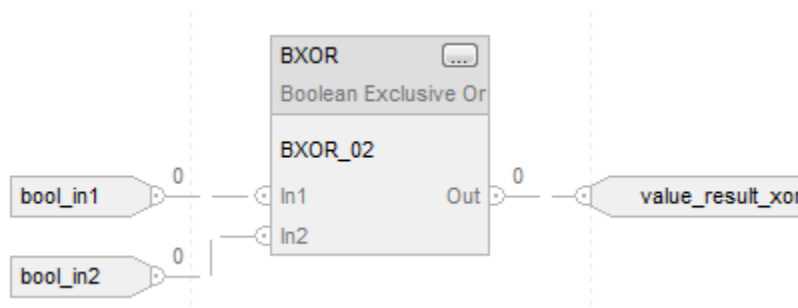 BXOR
...
Boolean Exclusive Or
BXOR_02
0
0
bool_in1
In1
Out
value_result_xor
0
In2
bool_in2